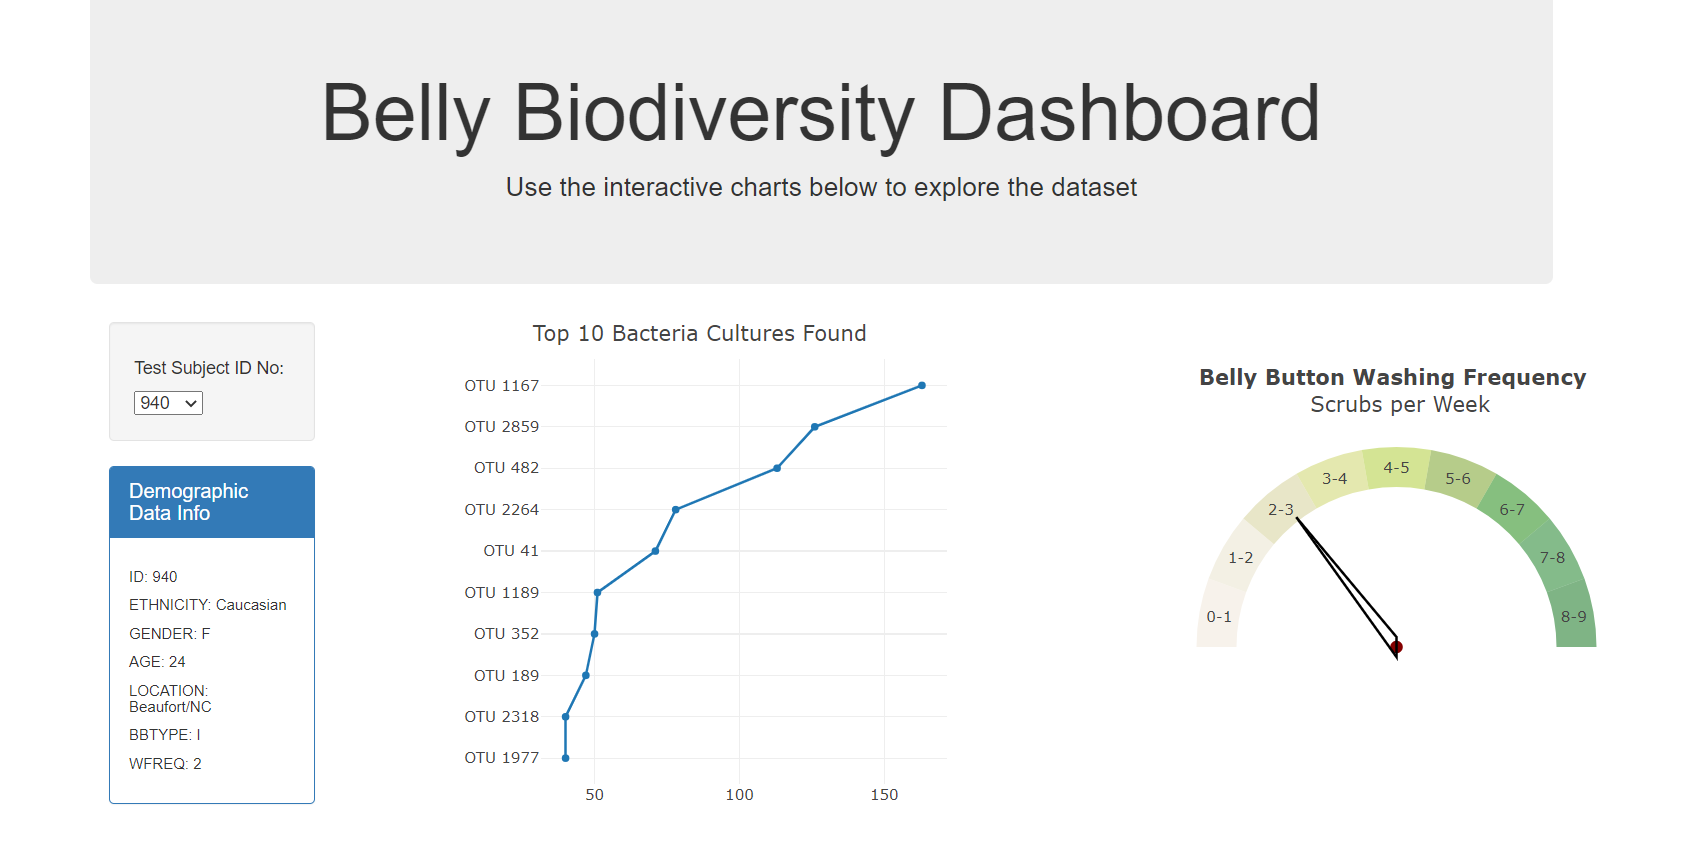 Belly Biodiversity Dashboard
Use the interactive charts below to explore the dataset
Test Subject ID No:
940
Demographic
Data Info
ID: 940
ETHNICITY: Caucasian
GENDER: F
AGE: 24
LOCATION:
Beaufort/NC
BBTYPE: I
WFREQ: 2
Top 10 Bacteria Cultures Found
OTU 1167
OTU 2859
OTU 482
OTU 2264
OTU 41
OTU 1189
OTU 352
OTU 189
OTU 2318
OTU 1977
50 100 150
Belly Button Washing Frequency
Scrubs per Week
0-1
1-2
2-3
3-4
4-5
5-6
6-7
7-8
8-9